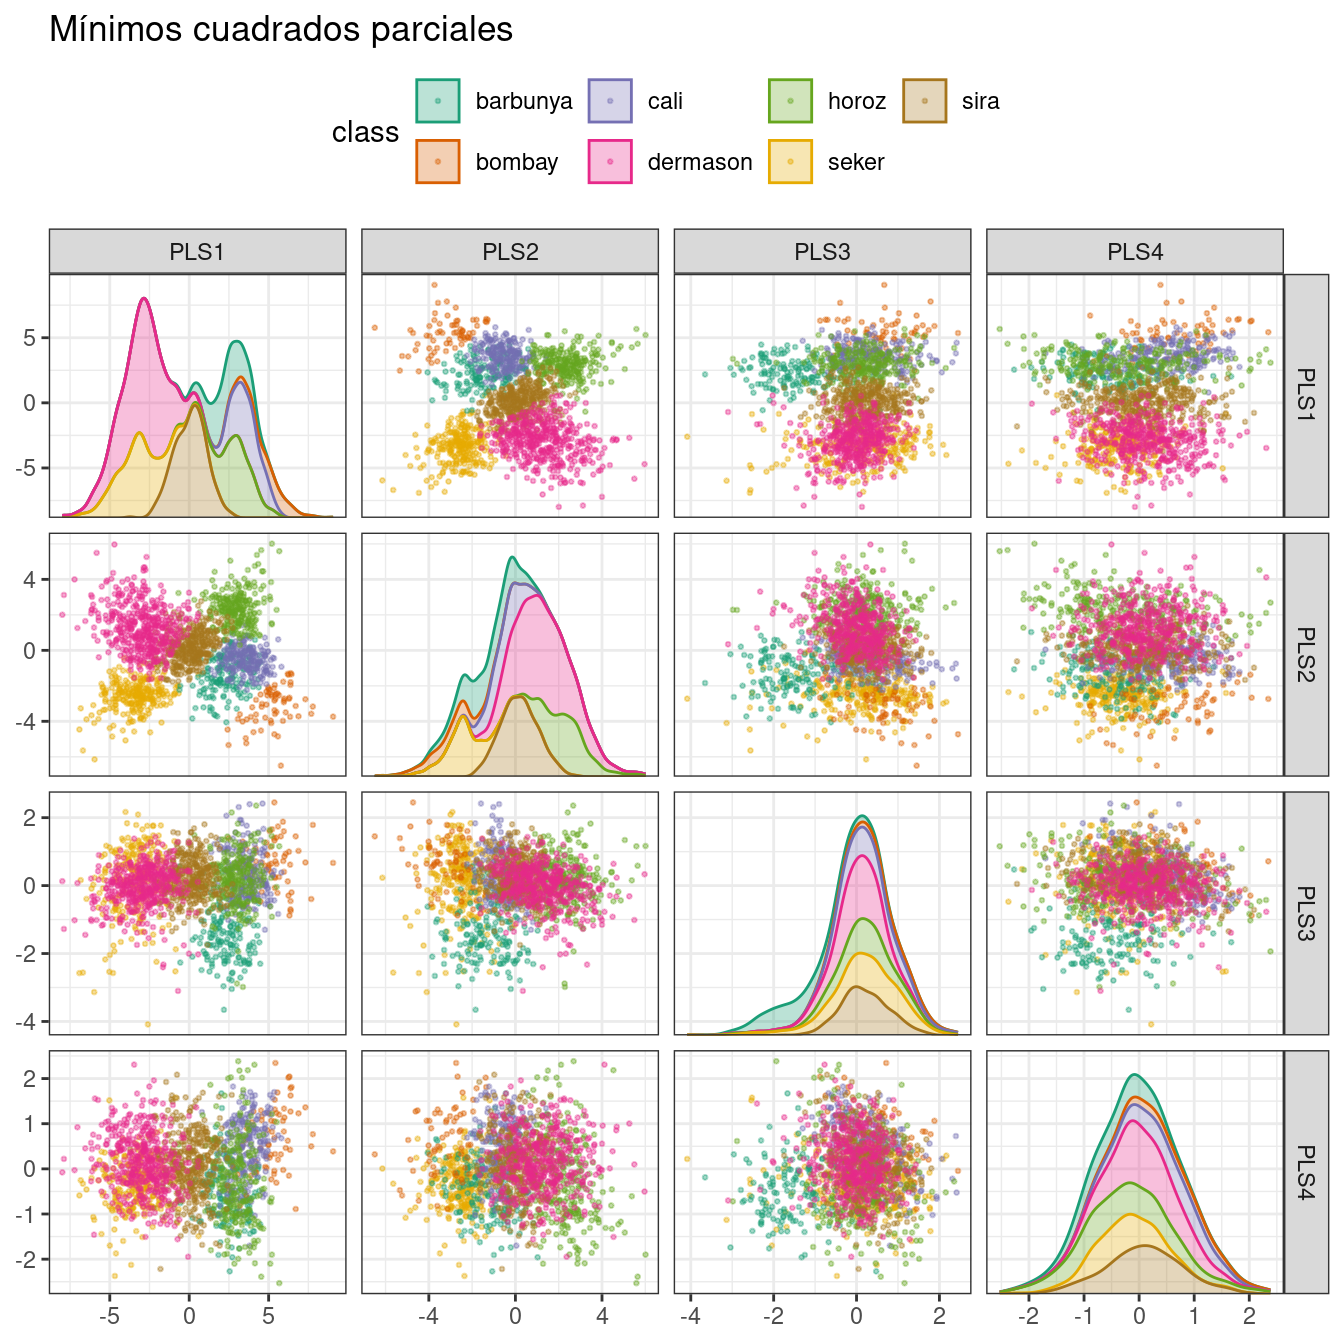 Mínimos cuadrados parciales
class
barbunya
cali
horoz
sira
bombay
dermason
seker
PLS1
PLS2
PLS3
PLS4
5
0
-5
PLS1
4
0
-4
PLS2
2
0
-2
-4
PLS3
2
1
0
-1
-2
PLS4
-5 0 5
-4 0 4
-4 -2 0 2
-2 -1 0 1 2